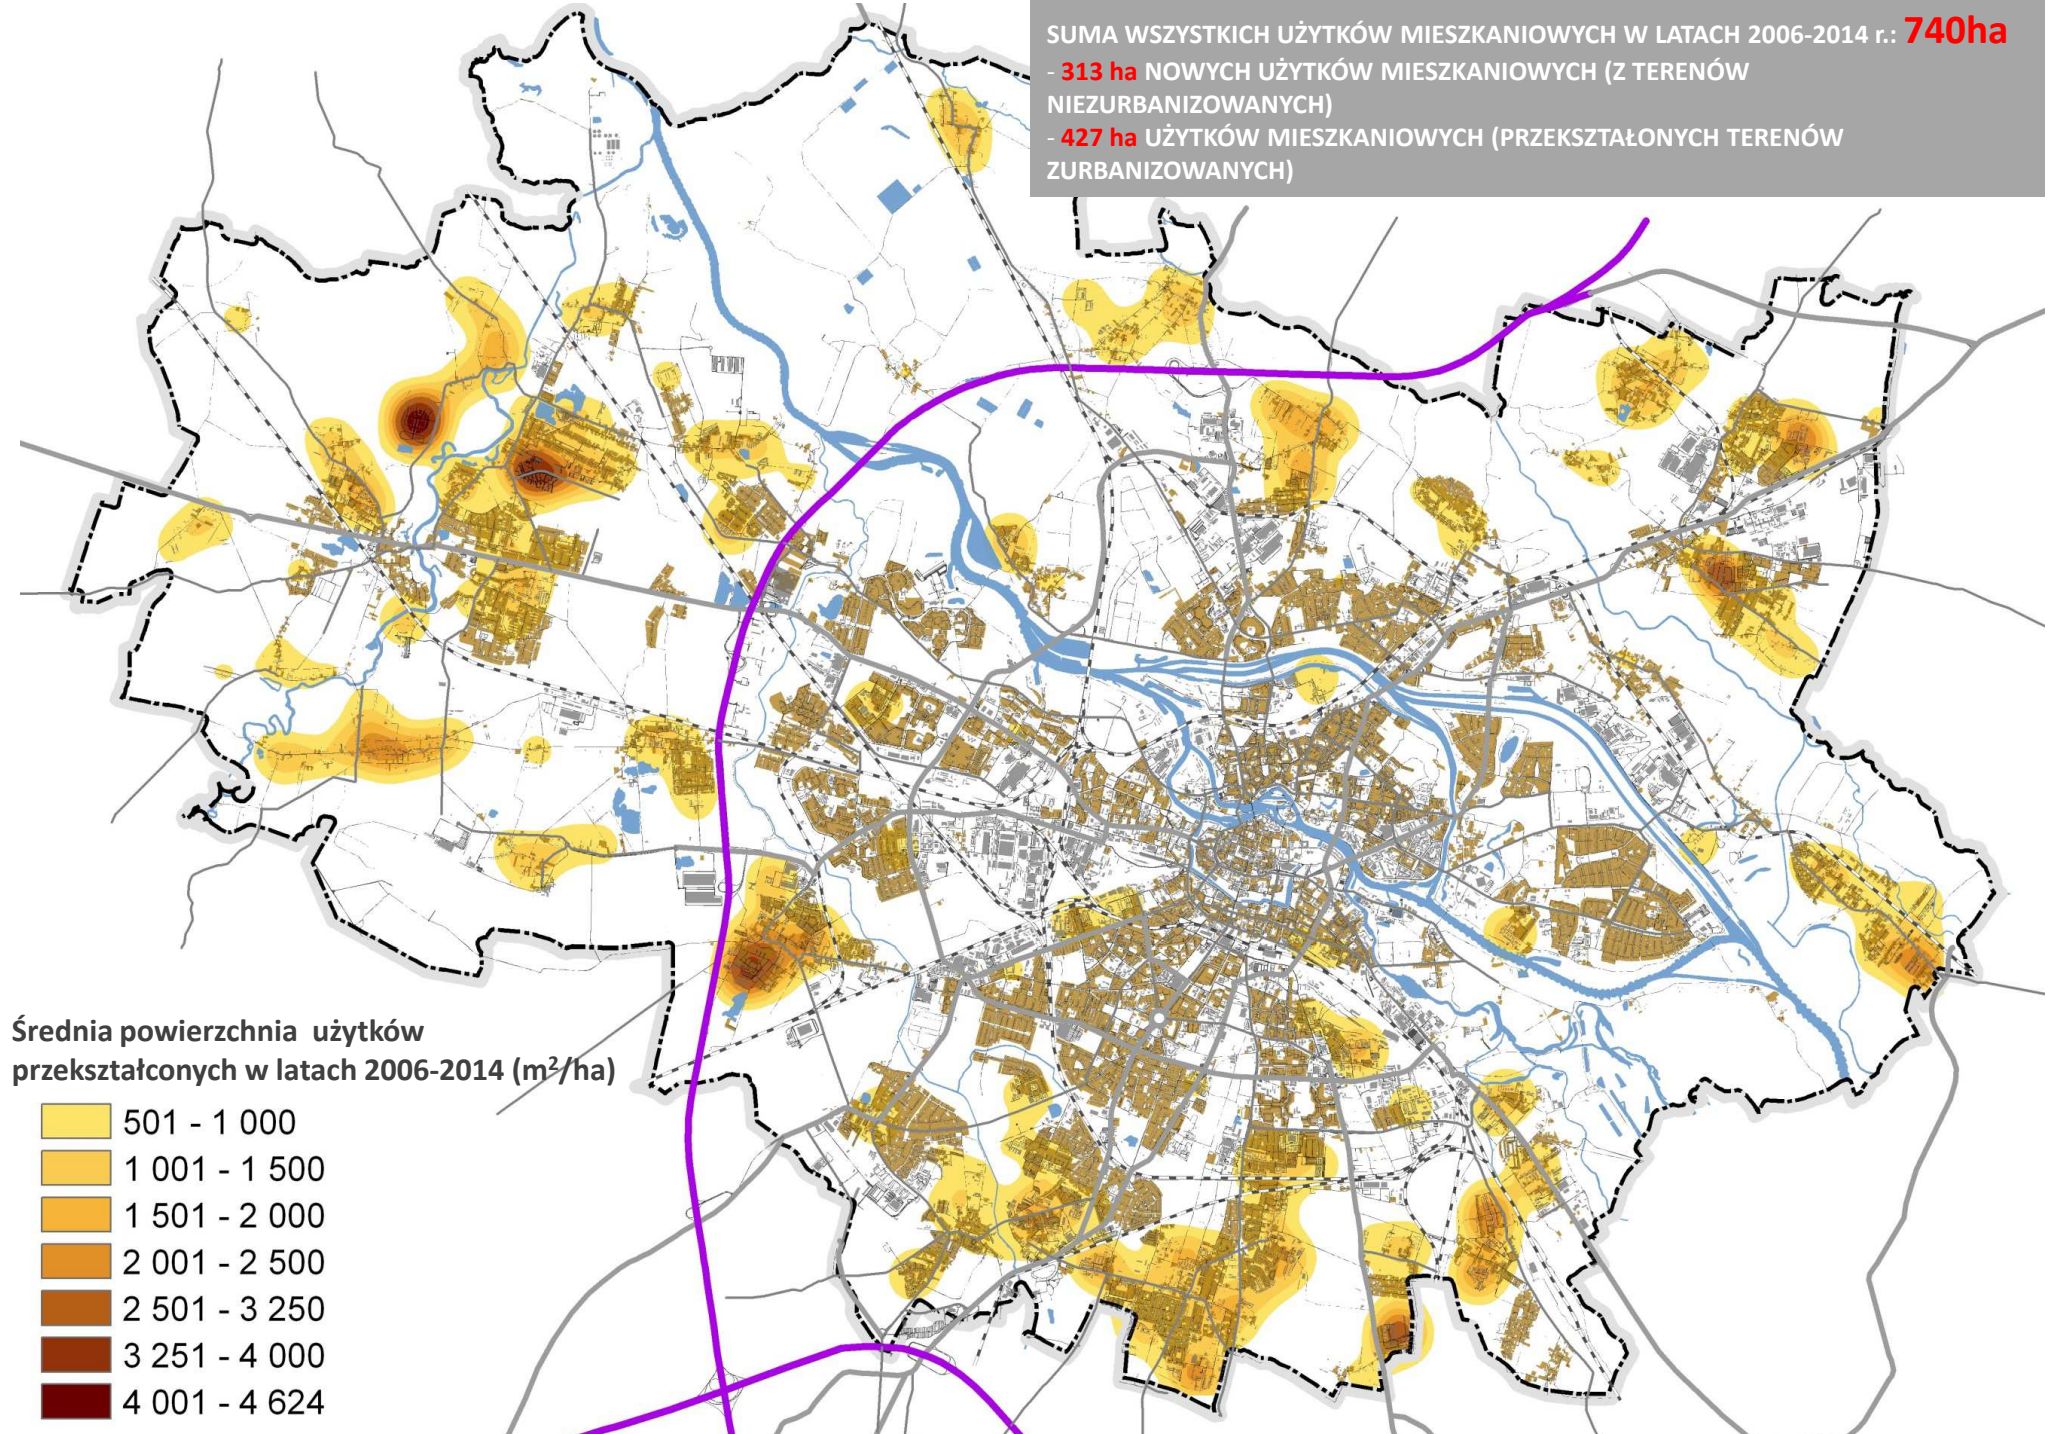 SUMA WSZYSTKICH UŻYTKÓW MIESZKANIOWYCH W LATACH 2006-2014 r.: 740ha
- 313 ha NOWYCH UŻYTKÓW MIESZKANIOWYCH (Z TERENÓW
NIEZURBANIZOWANYCH)
- 427 ha UŻYTKÓW MIESZKANIOWYCH (PRZEKSZTAŁONYCH TERENÓW
ZURBANIZOWANYCH)
Średnia powierzchnia użytków
przekształconych w latach 2006-2014 (m²/ha)
501 - 1 000
1 001 - 1 500
1 501 - 2 000
2 001 - 2 500
2 501 - 3 250
3 251 - 4 000
4 001 - 4 624